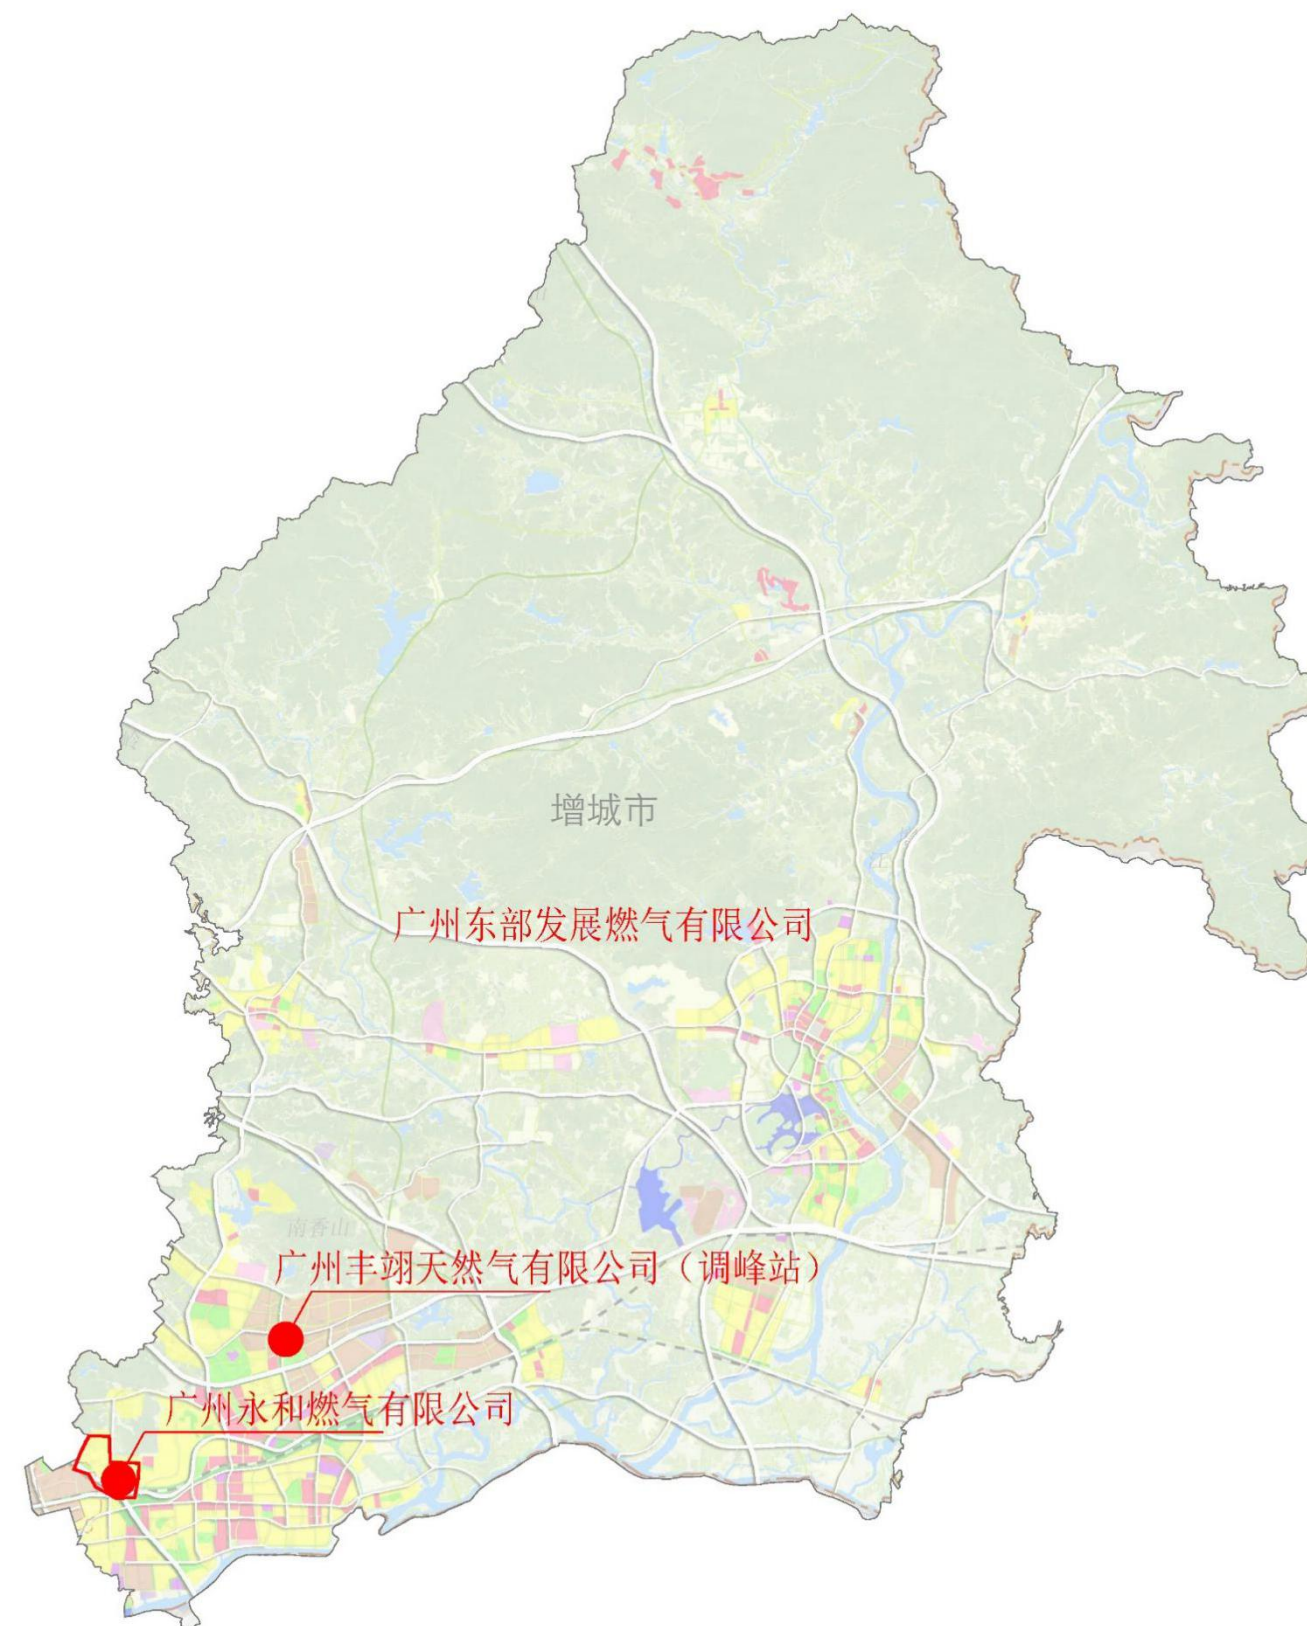 增城市
广州东部发展燃气有限公司
江
南香山
广州丰翊天然气有限公司（调峰站）
广州永和燃气有限公司